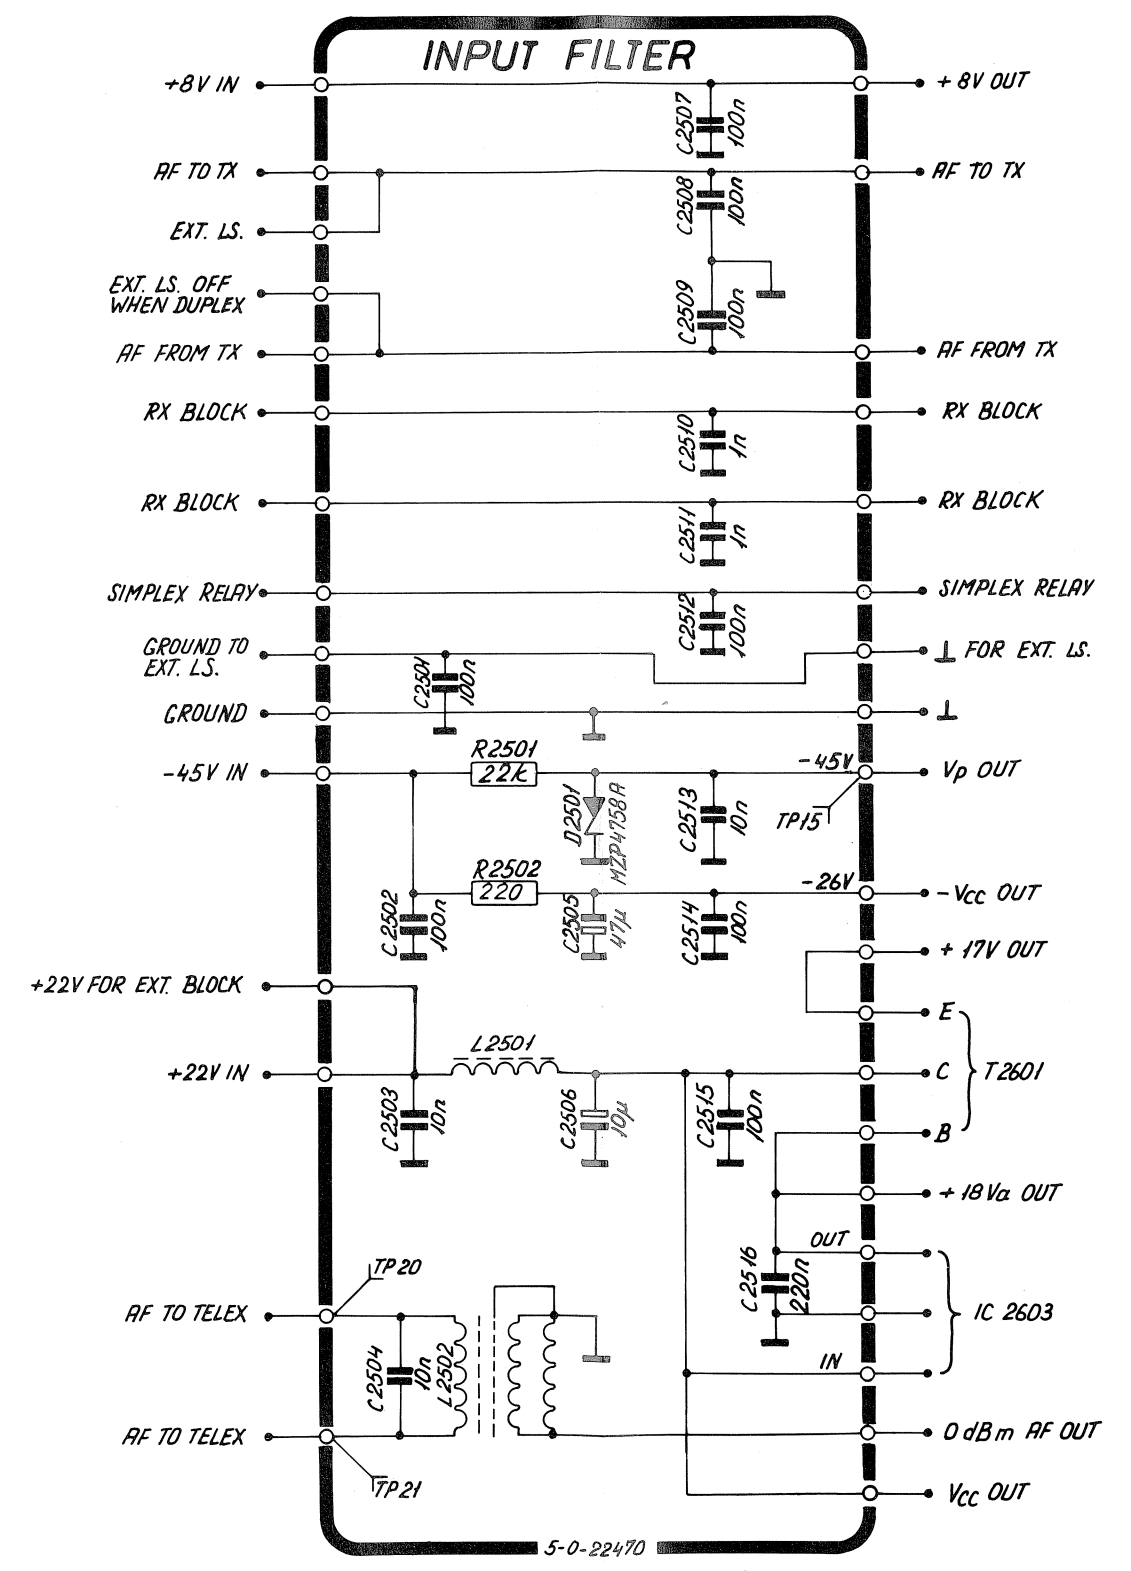 INPUT FILTER
+8V IN
+8V OUT
C2507
100n
AF TO TX
AF TO TX
C2508
100n
EXT. LS.
EXT. LS. OFF
WHEN DUPLEX
C2509
100n
AF FROM TX
AF FROM TX
RX BLOCK
RX BLOCK
C2510
1n
RX BLOCK
RX BLOCK
C2511
1n
SIMPLEX RELAY
SIMPLEX RELAY
C2512
100n
GROUND TO
EXT. LS.
FOR EXT. LS.
C2501
100n
GROUND
R2501
22k
-45V IN
-45V
Vp OUT
TP15
D2501
MZP4758A
C2513
10n
R2502
220
-26V
-Vcc OUT
C2502
100n
C2505
47µ
C2514
100n
+17V OUT
+22V FOR EXT. BLOCK
E
L2501
+22V IN
C
T2601
C2503
10n
C2506
10µ
C2515
100n
B
+18Va OUT
OUT
C2516
220n
TP20
AF TO TELEX
IC 2603
IN
C2504
10n
L2502
AF TO TELEX
0 dBm AF OUT
TP21
Vcc OUT
5-0-22470